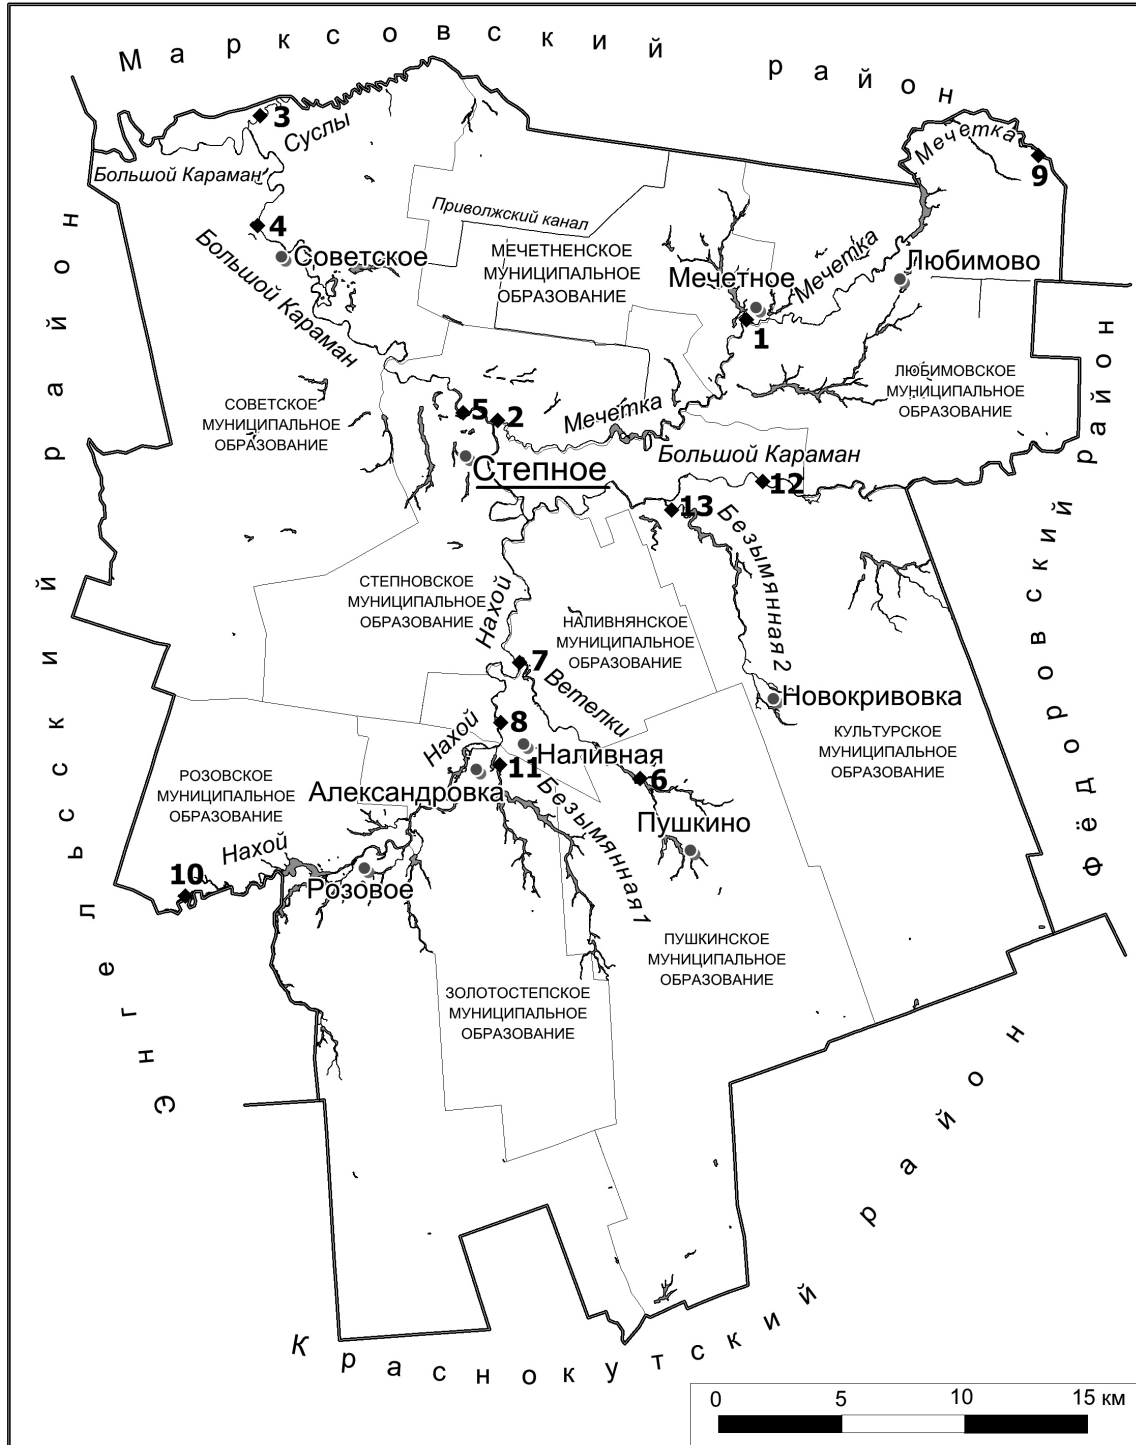 Марксовский район
3
Суслы
Мечетка
9
Большой Караман
4
Приволжский канал
Большой Караман
Советское
МЕЧЕТНЕНСКОЕ
МУНИЦИПАЛЬНОЕ
ОБРАЗОВАНИЕ
Мечетное
Мечетка
Любимово
1
ЛЮБИМОВСКОЕ
МУНИЦИПАЛЬНОЕ
ОБРАЗОВАНИЕ
СОВЕТСКОЕ
МУНИЦИПАЛЬНОЕ
ОБРАЗОВАНИЕ
5
2
Мечетка
Степное
Большой Караман
12
13
Безымянная 2
СТЕПНОВСКОЕ
МУНИЦИПАЛЬНОЕ
ОБРАЗОВАНИЕ
Нахой
НАЛИВНЯНСКОЕ
МУНИЦИПАЛЬНОЕ
ОБРАЗОВАНИЕ
7
Ветелки
Новокривовка
КУЛЬТУРСКОЕ
МУНИЦИПАЛЬНОЕ
ОБРАЗОВАНИЕ
8
Нахой
Наливная
11
6
РОЗОВСКОЕ
МУНИЦИПАЛЬНОЕ
ОБРАЗОВАНИЕ
Александровка
Безымянная 1
Пушкино
Нахой
10
Розовое
ПУШКИНСКОЕ
МУНИЦИПАЛЬНОЕ
ОБРАЗОВАНИЕ
ЗОЛОТОСТЕПСКОЕ
МУНИЦИПАЛЬНОЕ
ОБРАЗОВАНИЕ
Энгельсский район
Фёдоровский район
Краснокутский район
0 5 10 15 км